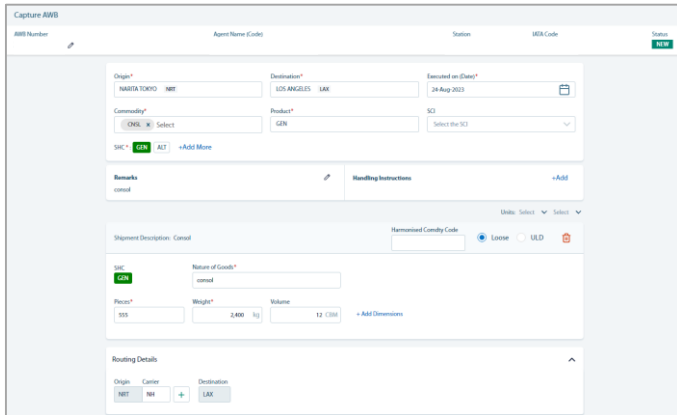 Capture AWB
AWB Number Agent Name (Code) Station IATA Code Status
NEW
Origin* Destination* Executed on (Date)*
NARITA TOKYO NRT LOS ANGELES LAX 24-Aug-2023
Commodity* Product* SCI
CNSL × Select GEN Select the SCI
SHC* GEN ALT +Add More
Remarks Handling Instructions +Add
consol
Units: Select Select
Harmonised Comdty Code
Shipment Description: Consol Loose ULD
SHC Nature of Goods*
GEN consol
Pieces* Weight* Volume
555 2,400 kg 12 CBM + Add Dimensions
Routing Details
Origin Carrier Destination
NRT NH + LAX